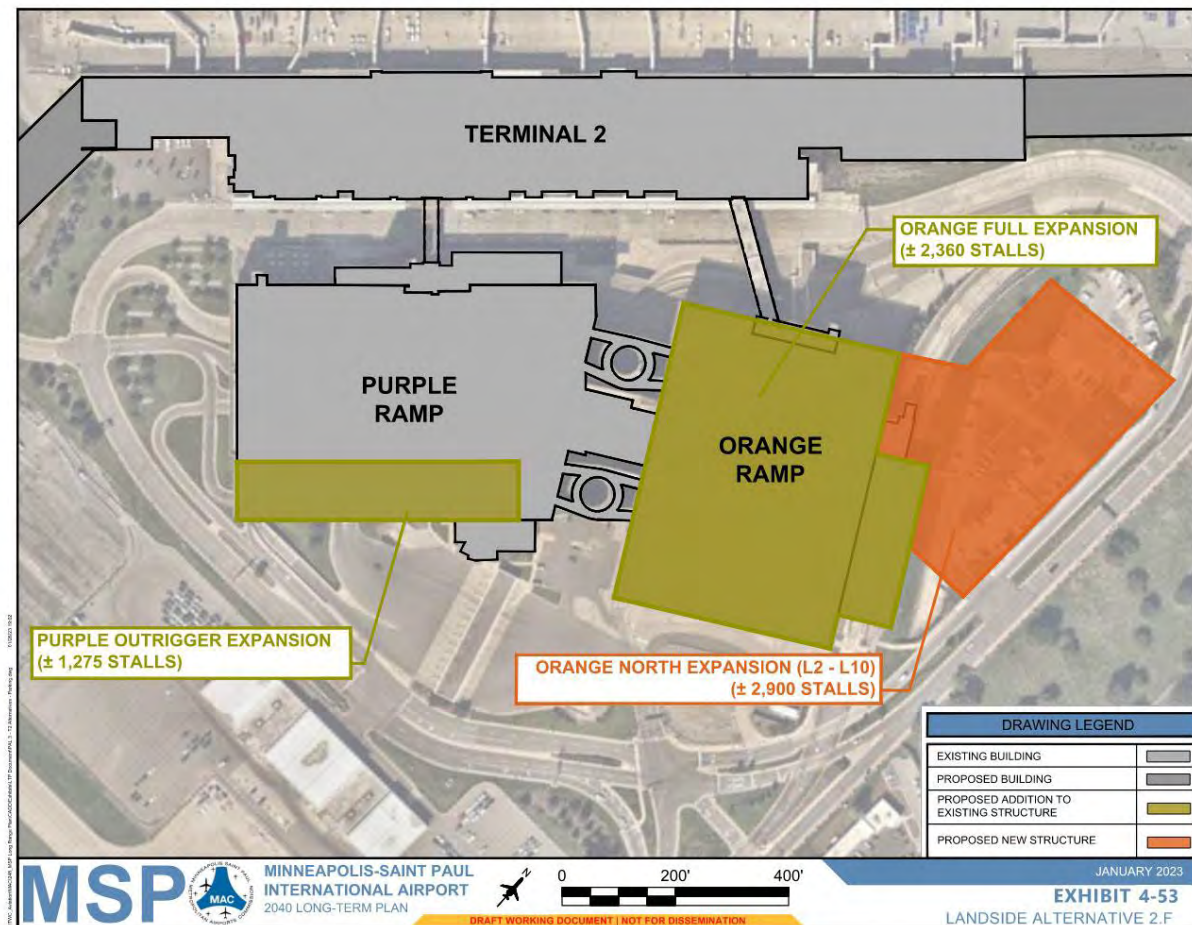 TERMINAL 2
ORANGE FULL EXPANSION
(± 2,360 STALLS)
PURPLE
RAMP
ORANGE
RAMP
PURPLE OUTRIGGER EXPANSION
(± 1,275 STALLS)
ORANGE NORTH EXPANSION (L2 - L10)
(± 2,900 STALLS)
DRAWING LEGEND
EXISTING BUILDING
PROPOSED BUILDING
PROPOSED ADDITION TO
EXISTING STRUCTURE
PROPOSED NEW STRUCTURE
MSP
MAC
MINNEAPOLIS-SAINT PAUL
INTERNATIONAL AIRPORT
2040 LONG-TERM PLAN
0 200' 400'
DRAFT WORKING DOCUMENT | NOT FOR DISSEMINATION
JANUARY 2023
EXHIBIT 4-53
LANDSIDE ALTERNATIVE 2.F